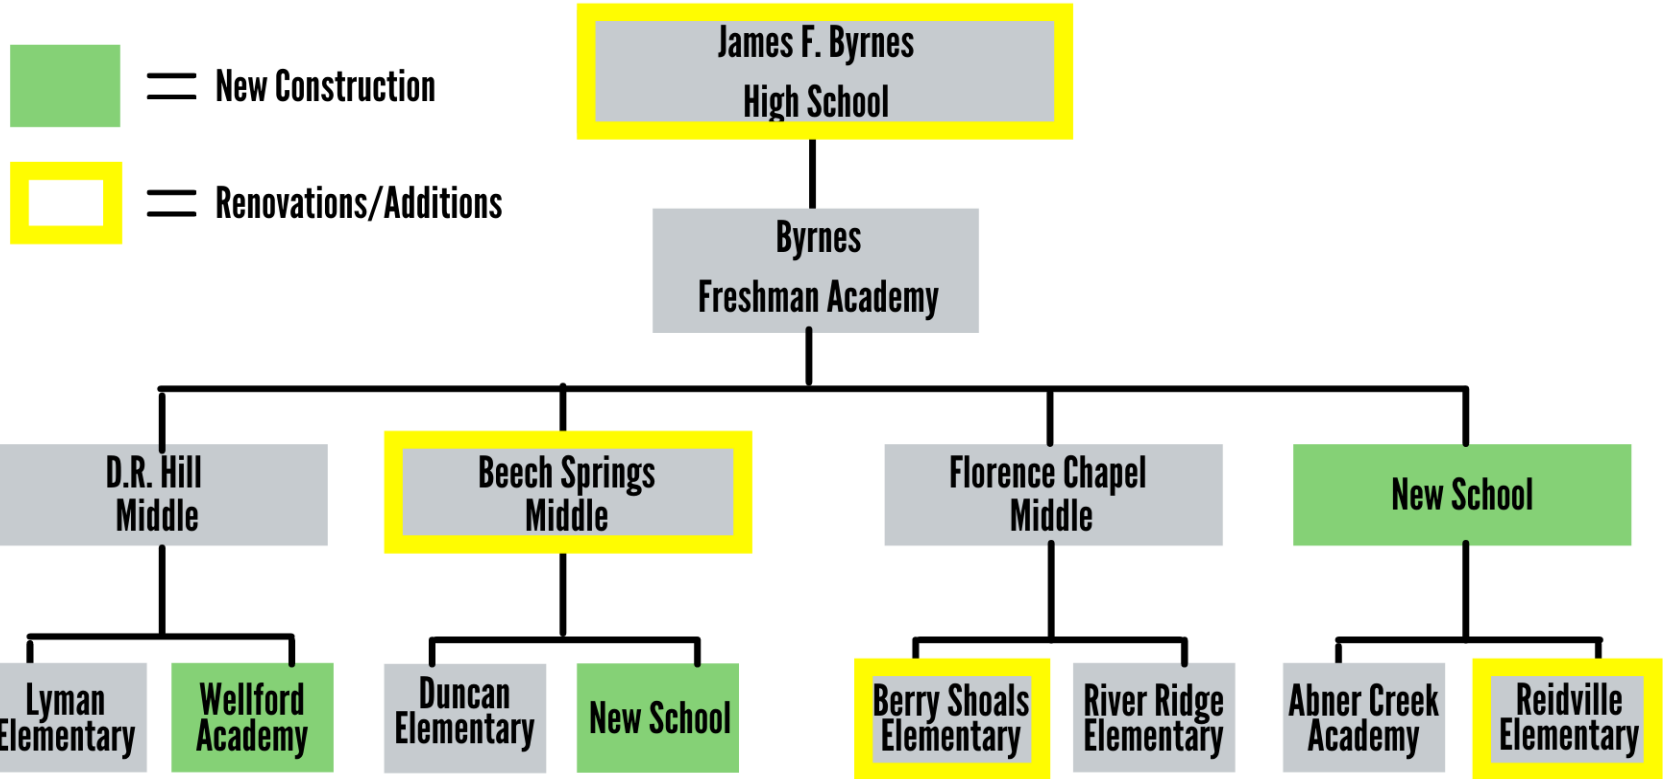 James F. Byrnes
High School
= New Construction
= Renovations/Additions
Byrnes
Freshman Academy
D.R. Hill
Middle
Beech Springs
Middle
Florence Chapel
Middle
New School
Lyman
Elementary
Wellford
Academy
Duncan
Elementary
New School
Berry Shoals
Elementary
River Ridge
Elementary
Abner Creek
Academy
Reidville
Elementary